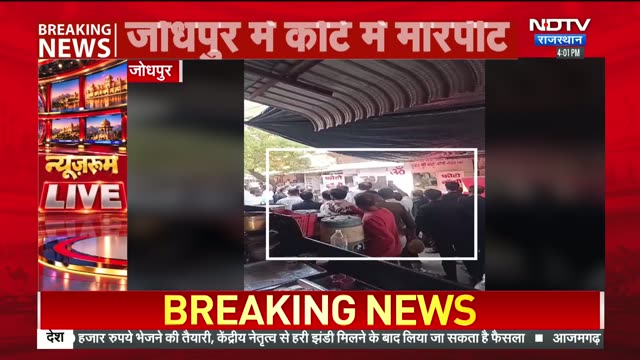 BREAKING NEWS
जोधपुर में कोर्ट में मारपीट
NDTV
राजस्थान
4:01 PM
जोधपुर
न्यूज़रूम
LIVE
ॐ
फोटो
फोटो
BREAKING NEWS
देश
हजार रुपये भेजने की तैयारी, केंद्रीय नेतृत्व से हरी झंडी मिलने के बाद लिया जा सकता है फैसला • आजमगढ़